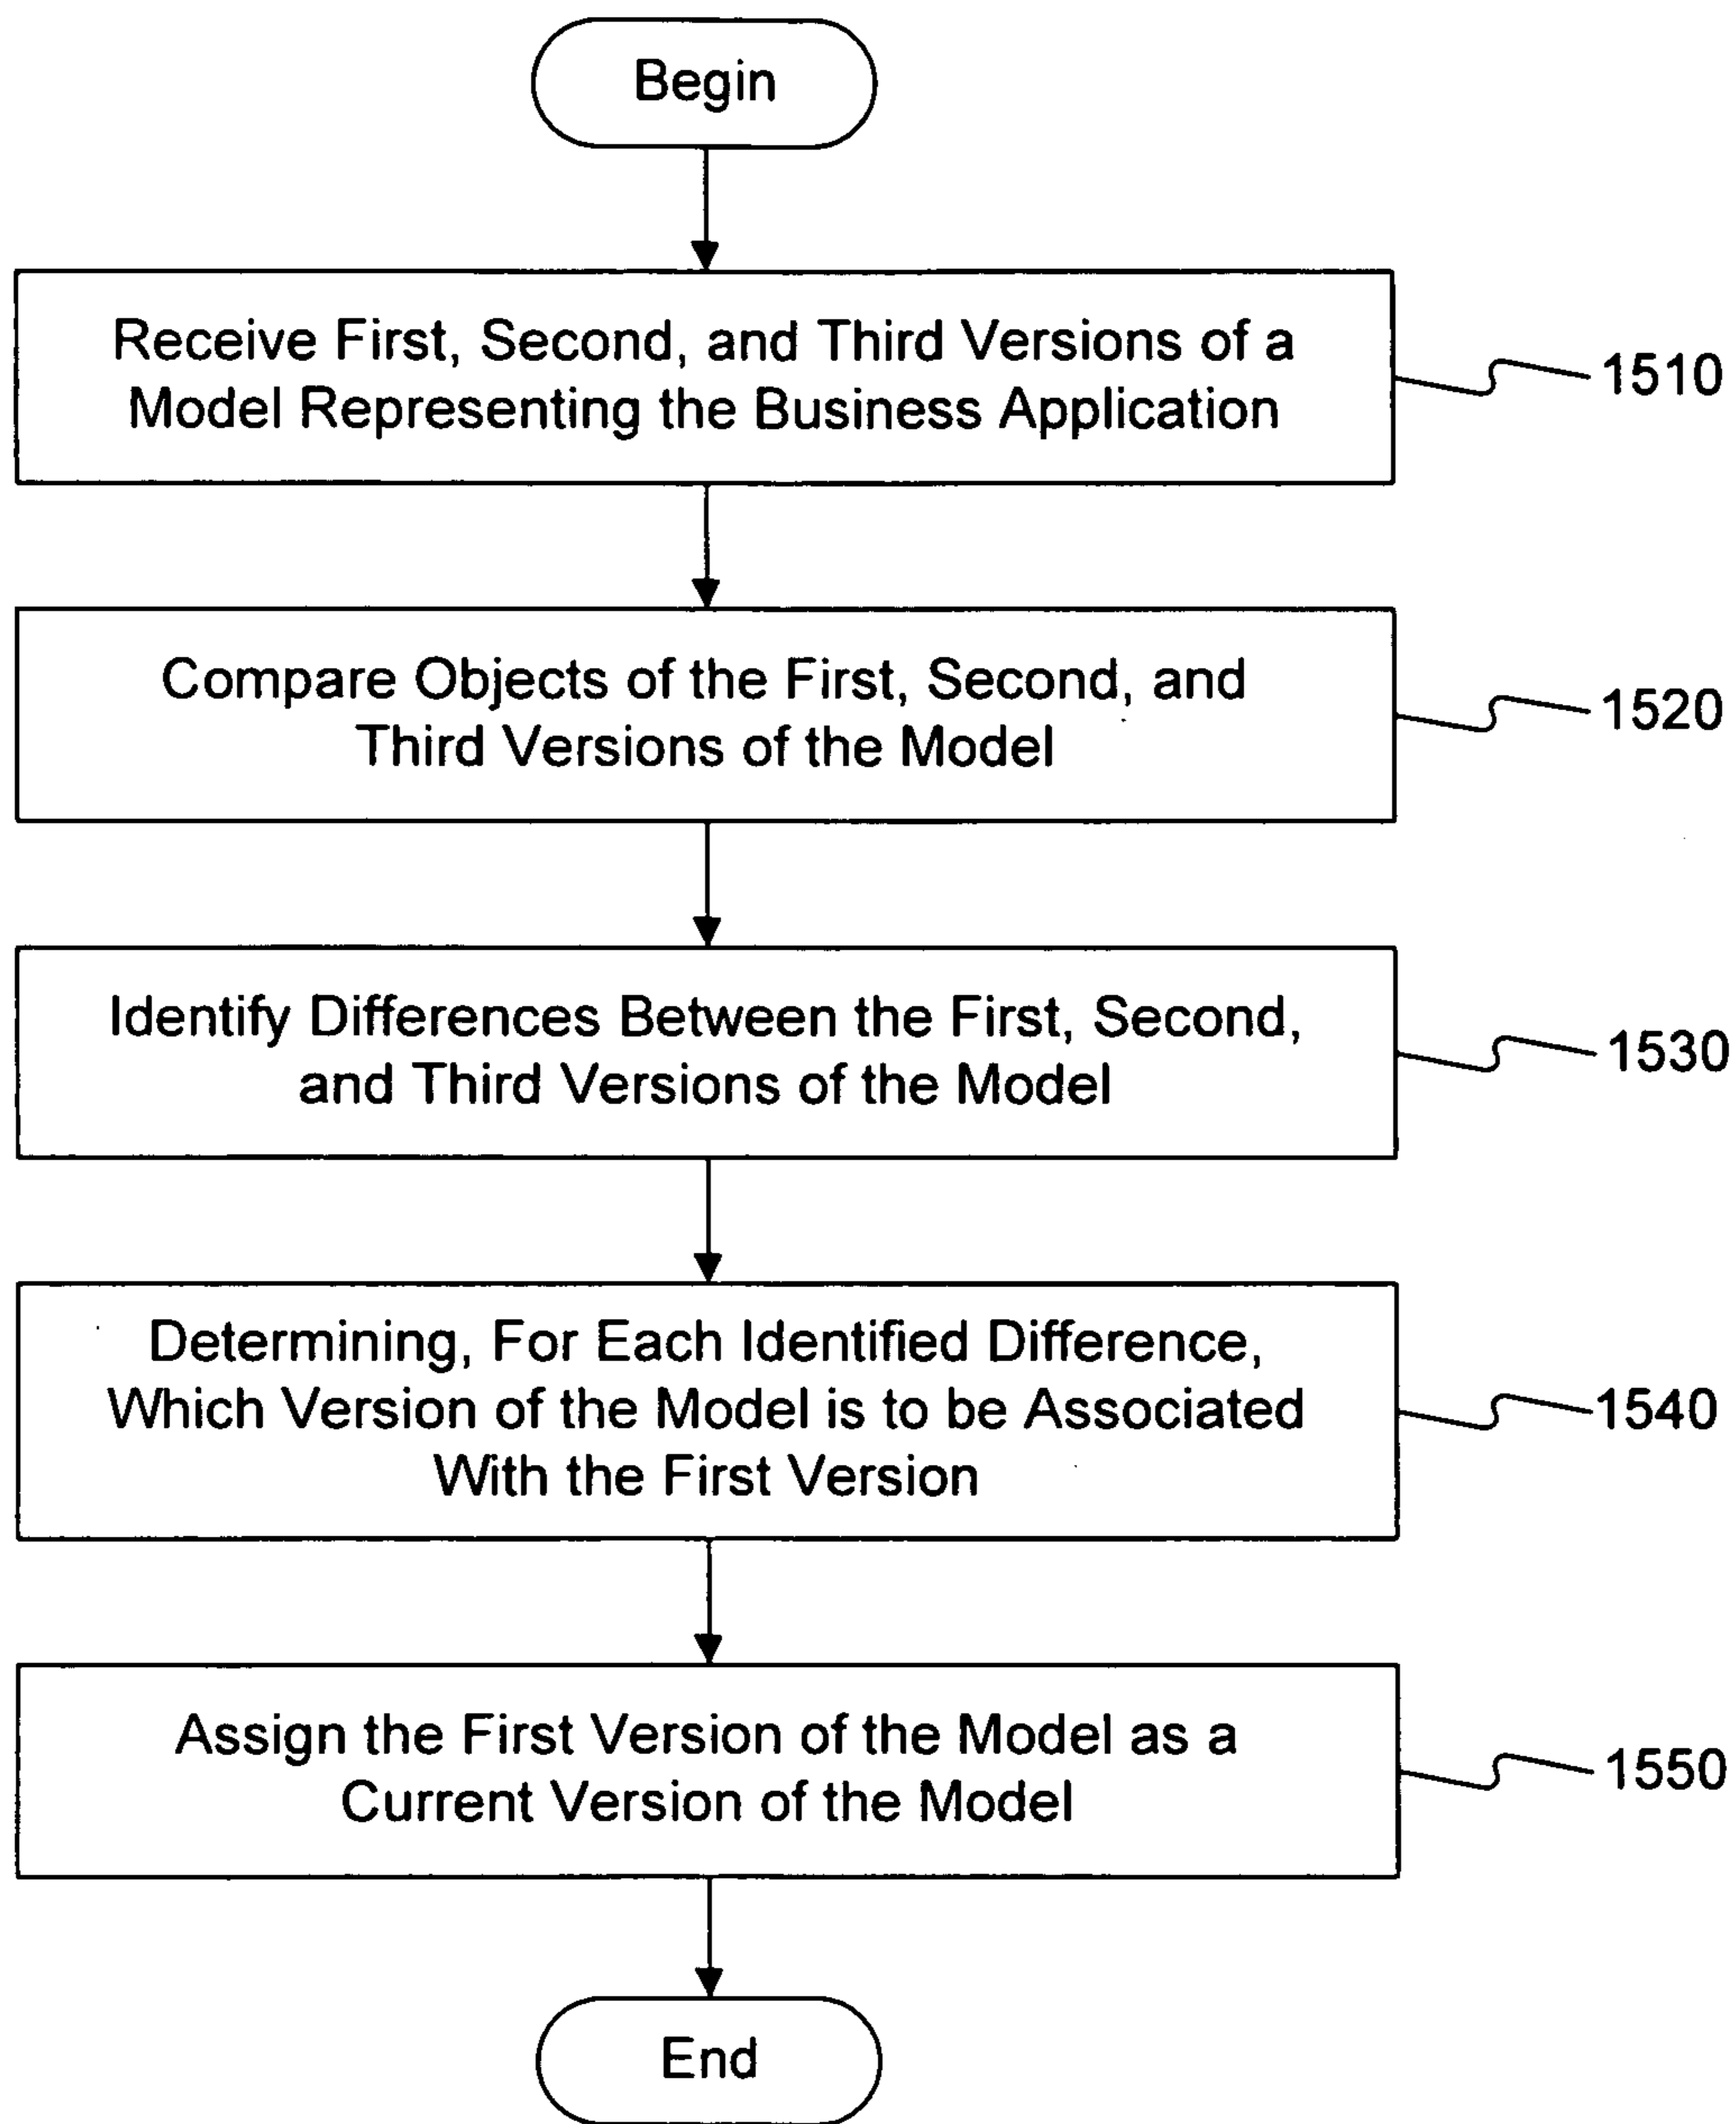 Begin
Receive First, Second, and Third Versions of a
Model Representing the Business Application
1510
Compare Objects of the First, Second, and
Third Versions of the Model
1520
Identify Differences Between the First, Second,
and Third Versions of the Model
1530
Determining, For Each Identified Difference,
Which Version of the Model is to be Associated
With the First Version
1540
Assign the First Version of the Model as a
Current Version of the Model
1550
End